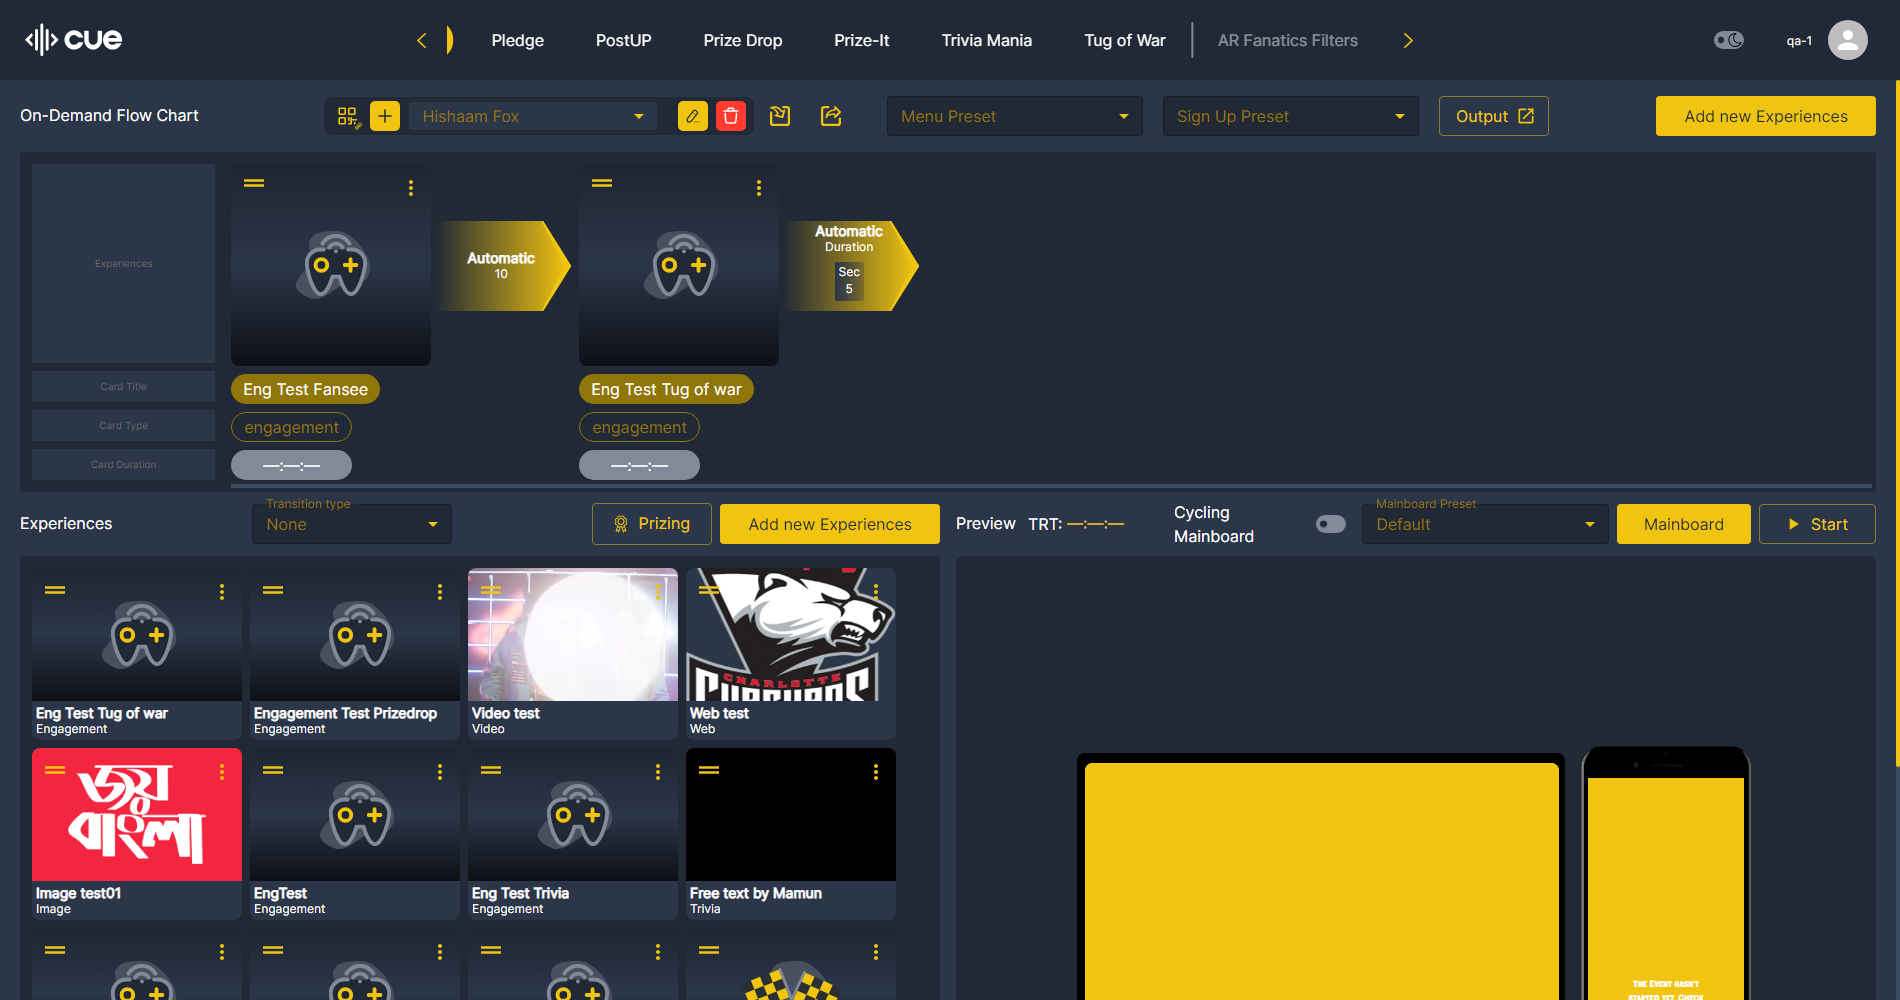 cue
Pledge
PostUP
Prize Drop
Prize-It
Trivia Mania
Tug of War
AR Fanatics Filters
qa-1
On-Demand Flow Chart
Hishaam Fox
Menu Preset
Sign Up Preset
Output
Add new Experiences
Experiences
Automatic
10
Automatic
Duration
Sec
5
Card Title
Eng Test Fansee
Eng Test Tug of war
Card Type
engagement
engagement
Card Duration
—:—:—
—:—:—
Experiences
Transition type
None
Prizing
Add new Experiences
Preview
TRT: —:—:—
Cycling
Mainboard
Mainboard Preset
Default
Mainboard
Start
CHARLOTTE
Eng Test Tug of war
Engagement
Engagement Test Prizedrop
Engagement
Video test
Video
Web test
Web
জয়
বাংলা
Image test01
Image
EngTest
Engagement
Eng Test Trivia
Engagement
Free text by Mamun
Trivia
The Event hasn't
started yet. Check